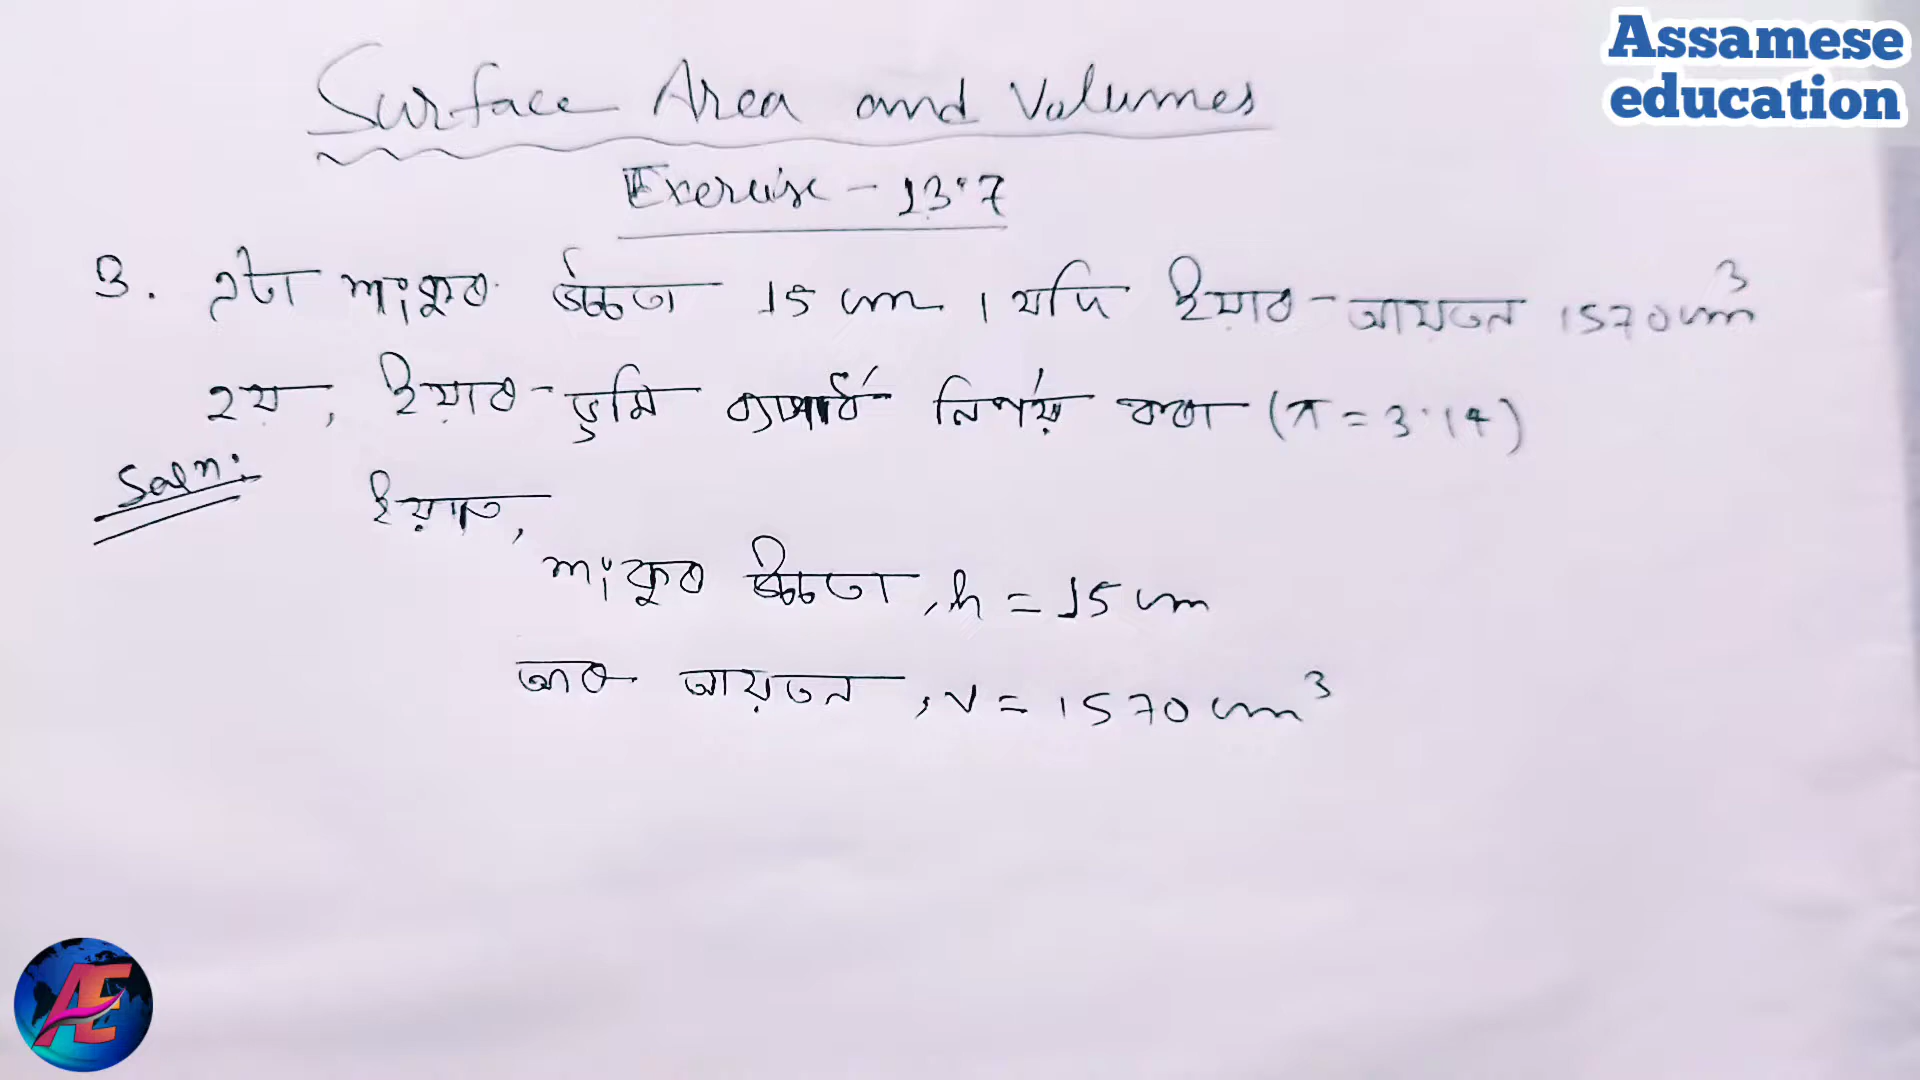 Assamese
education
Surface Area and Volumes
Exercise - 13.7
3. এটা শংকুৰ উচ্চতা 15 cm । যদি ইয়াৰ আয়তন 1570 cm³
হয়, ইয়াৰ ভূমি ব্যাসাৰ্ধ নিৰ্ণয় কৰা (π = 3.14)
Soln:
ইয়াত,
শংকুৰ উচ্চতা, h = 15 cm
আৰু আয়তন, v = 1570 cm³
AE